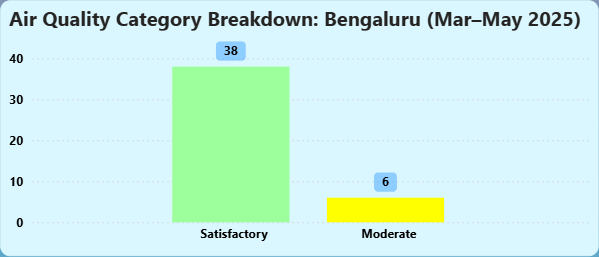 Air Quality Category Breakdown: Bengaluru (Mar–May 2025)
40
38
30
20
10
6
0
Satisfactory
Moderate